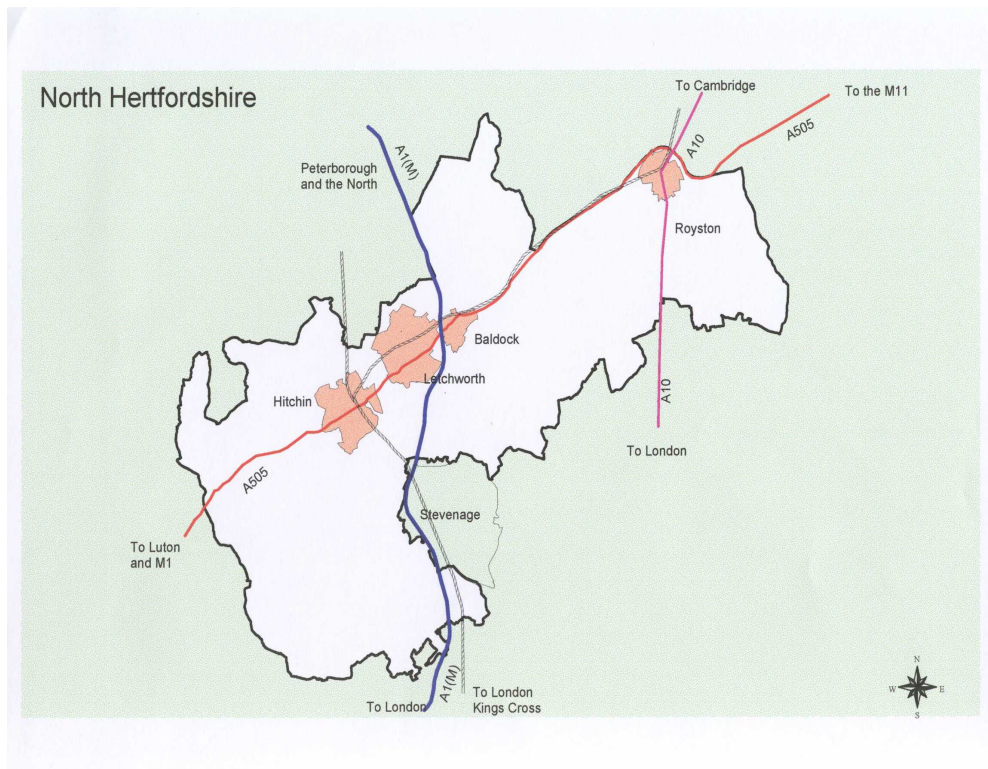 North Hertfordshire
To Cambridge
To the M11
A505
A10
A1(M)
Peterborough
and the North
Royston
Baldock
Letchworth
Hitchin
A10
To London
A505
Stevenage
To Luton
and M1
A1(M)
To London
To London
Kings Cross
N
W
E
S